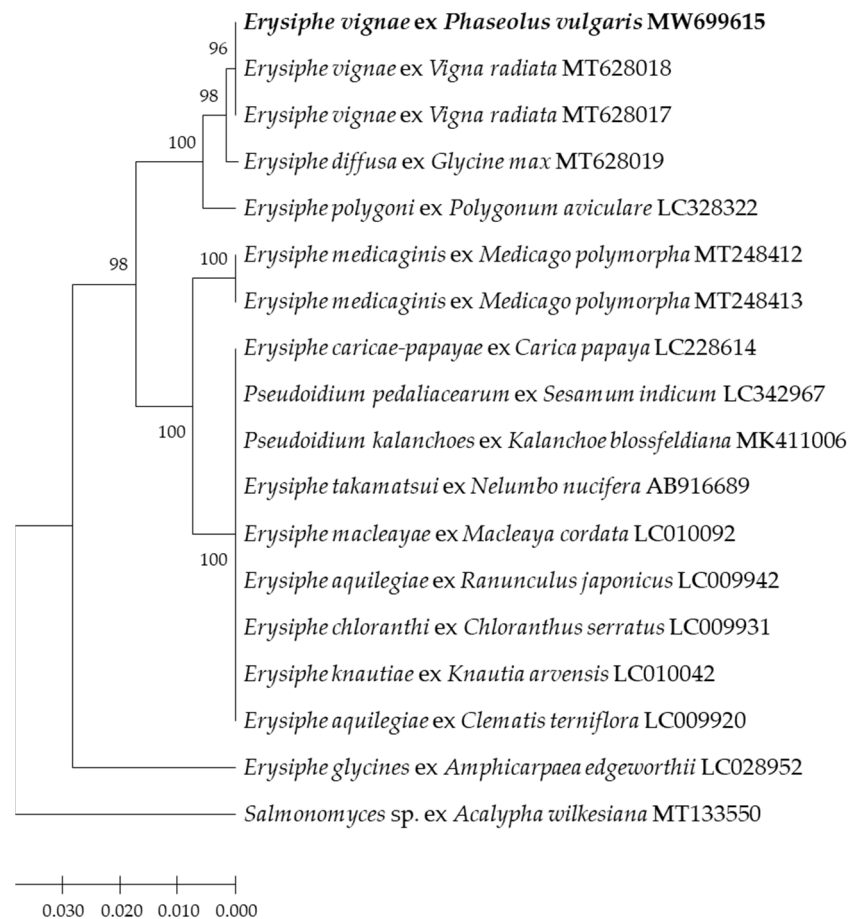 Erysiphe vignae ex Phaseolus vulgaris MW699615
96
Erysiphe vignae ex Vigna radiata MT628018
98
Erysiphe vignae ex Vigna radiata MT628017
100
Erysiphe diffusa ex Glycine max MT628019
Erysiphe polygoni ex Polygonum aviculare LC328322
98
100
Erysiphe medicaginis ex Medicago polymorpha MT248412
Erysiphe medicaginis ex Medicago polymorpha MT248413
Erysiphe caricae-papayae ex Carica papaya LC228614
Pseudoidium pedaliacearum ex Sesamum indicum LC342967
100
Pseudoidium kalanchoes ex Kalanchoe blossfeldiana MK411006
Erysiphe takamatsui ex Nelumbo nucifera AB916689
Erysiphe macleayae ex Macleaya cordata LC010092
100
Erysiphe aquilegiae ex Ranunculus japonicus LC009942
Erysiphe chloranthi ex Chloranthus serratus LC009931
Erysiphe knautiae ex Knautia arvensis LC010042
Erysiphe aquilegiae ex Clematis terniflora LC009920
Erysiphe glycines ex Amphicarpaea edgeworthii LC028952
Salmonomyces sp. ex Acalypha wilkesiana MT133550
0.030 0.020 0.010 0.000